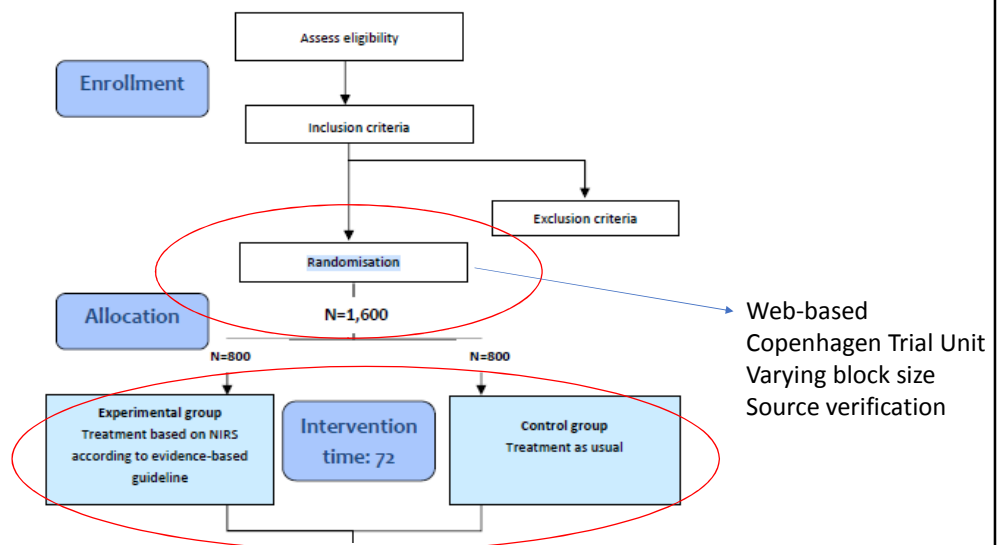 Assess eligibility
Enrollment
Inclusion criteria
Exclusion criteria
Randomisation
Allocation
N=1,600
Web-based
Copenhagen Trial Unit
Varying block size
Source verification
N=800
N=800
Experimental group
Treatment based on NIRS
according to evidence-based
guideline
Intervention
time: 72
Control group
Treatment as usual